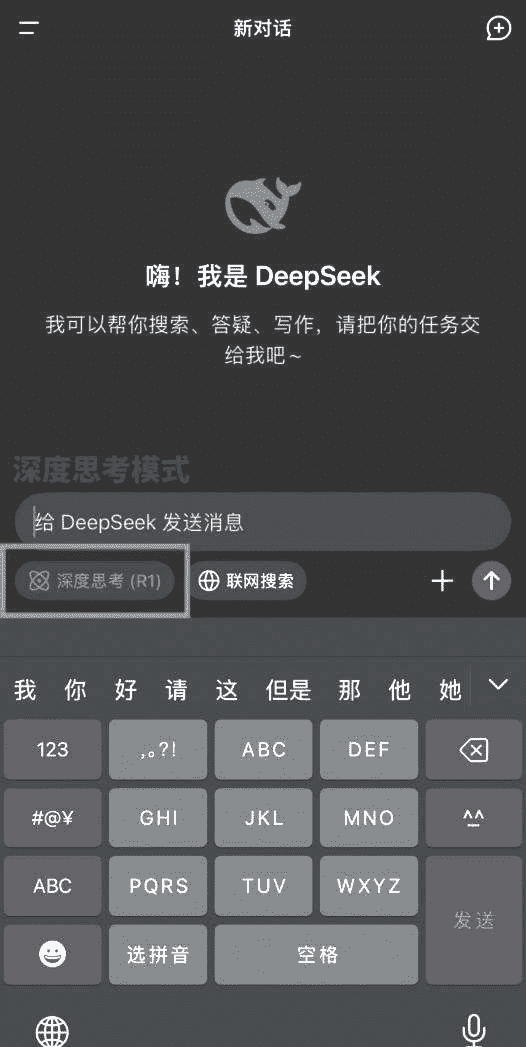 新对话
嗨！我是 DeepSeek
我可以帮你搜索、答疑、写作，请把你的任务交
给我吧～
深度思考模式
给 DeepSeek 发送消息
深度思考 (R1) 联网搜索
我 你 好 请 这 但是 那 他 她
123 ,。?! ABC DEF
#@¥ GHI JKL MNO ^^
ABC PQRS TUV WXYZ 发送
选拼音 空格